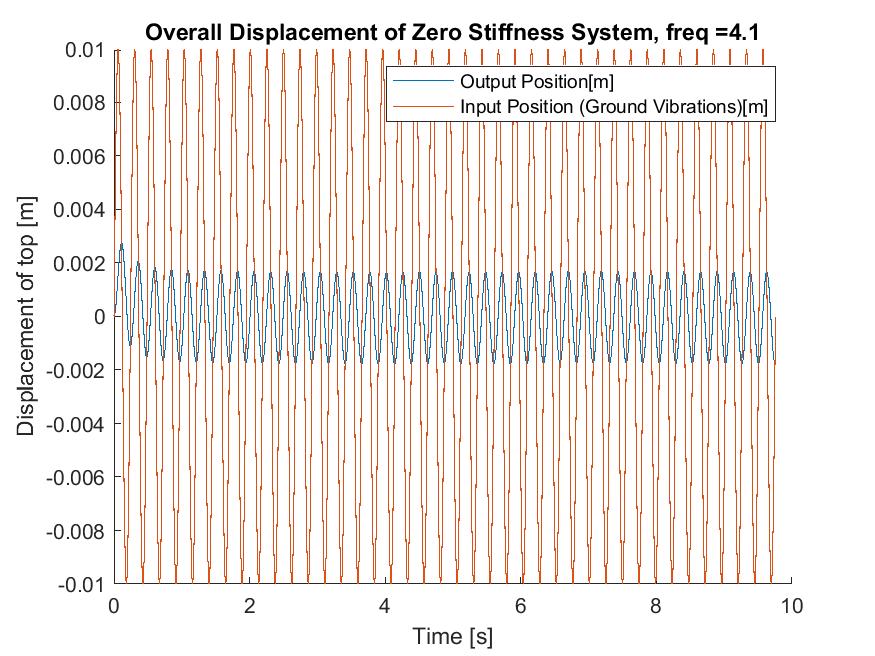 Overall Displacement of Zero Stiffness System, freq =4.1
Output Position[m]
Input Position (Ground Vibrations)[m]
Displacement of top [m]
0.01
0.008
0.006
0.004
0.002
0
-0.002
-0.004
-0.006
-0.008
-0.01
0 2 4 6 8 10
Time [s]